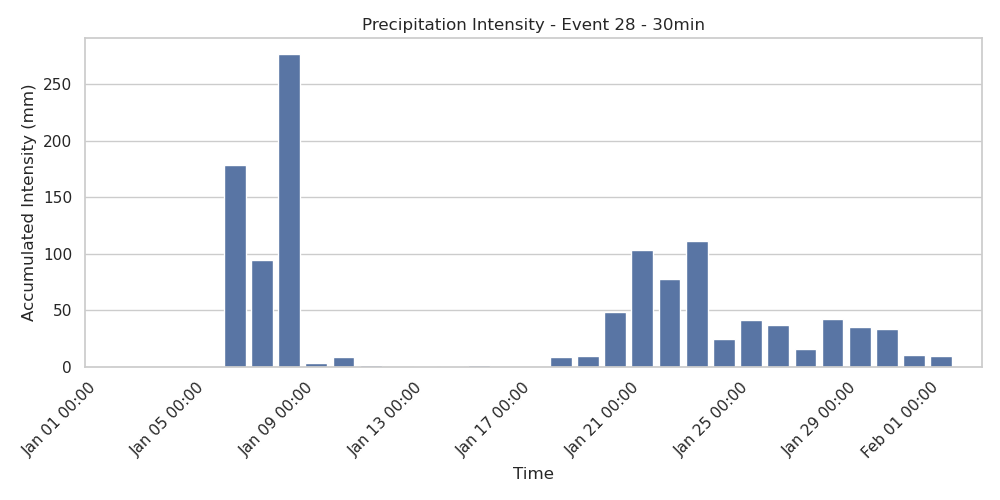 Precipitation Intensity - Event 28 - 30min
Accumulated Intensity (mm)
250
200
150
100
50
0
Jan 01 00:00
Jan 05 00:00
Jan 09 00:00
Jan 13 00:00
Jan 17 00:00
Jan 21 00:00
Jan 25 00:00
Jan 29 00:00
Feb 01 00:00
Time